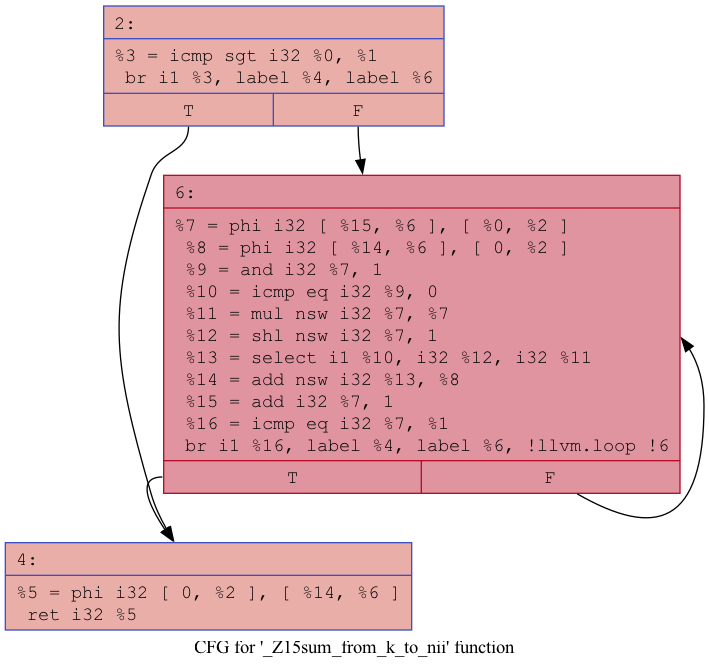 2:
%3 = icmp sgt i32 %0, %1
br i1 %3, label %4, label %6
T F
6:
%7 = phi i32 [ %15, %6 ], [ %0, %2 ]
%8 = phi i32 [ %14, %6 ], [ 0, %2 ]
%9 = and i32 %7, 1
%10 = icmp eq i32 %9, 0
%11 = mul nsw i32 %7, %7
%12 = shl nsw i32 %7, 1
%13 = select i1 %10, i32 %12, i32 %11
%14 = add nsw i32 %13, %8
%15 = add i32 %7, 1
%16 = icmp eq i32 %7, %1
br i1 %16, label %4, label %6, !llvm.loop !6
T F
4:
%5 = phi i32 [ 0, %2 ], [ %14, %6 ]
ret i32 %5
CFG for '_Z15sum_from_k_to_nii' function